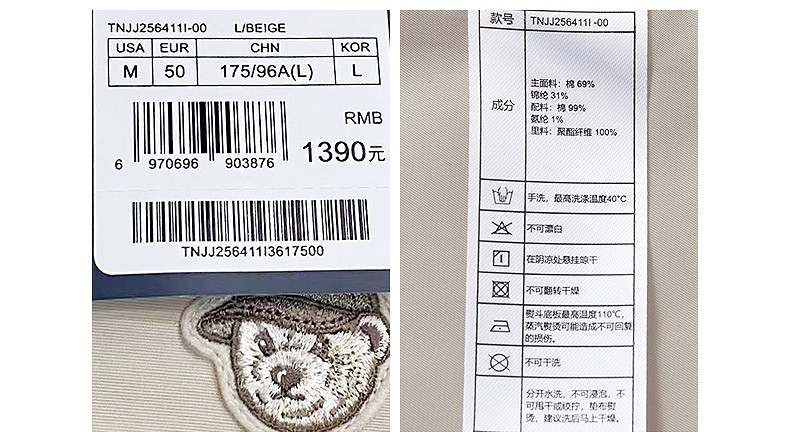 TNJJ256411I-00 L/BEIGE
USA EUR CHN KOR
M 50 175/96A(L) L
RMB
1390元
6 970696 903876
TNJJ256411I3617500
款号 TNJJ256411I-00
成分
主面料：棉 69%
锦纶 31%
配料：棉 99%
氨纶 1%
里料：聚酯纤维 100%
手洗，最高洗涤温度40°C
不可漂白
在阴凉处悬挂晾干
不可翻转干燥
熨斗底板最高温度110℃，
蒸汽熨烫可能造成不可回复
的损伤。
不可干洗
分开水洗，不可浸泡，不
可甩干或绞拧，垫布熨
烫，建议洗后马上干燥。